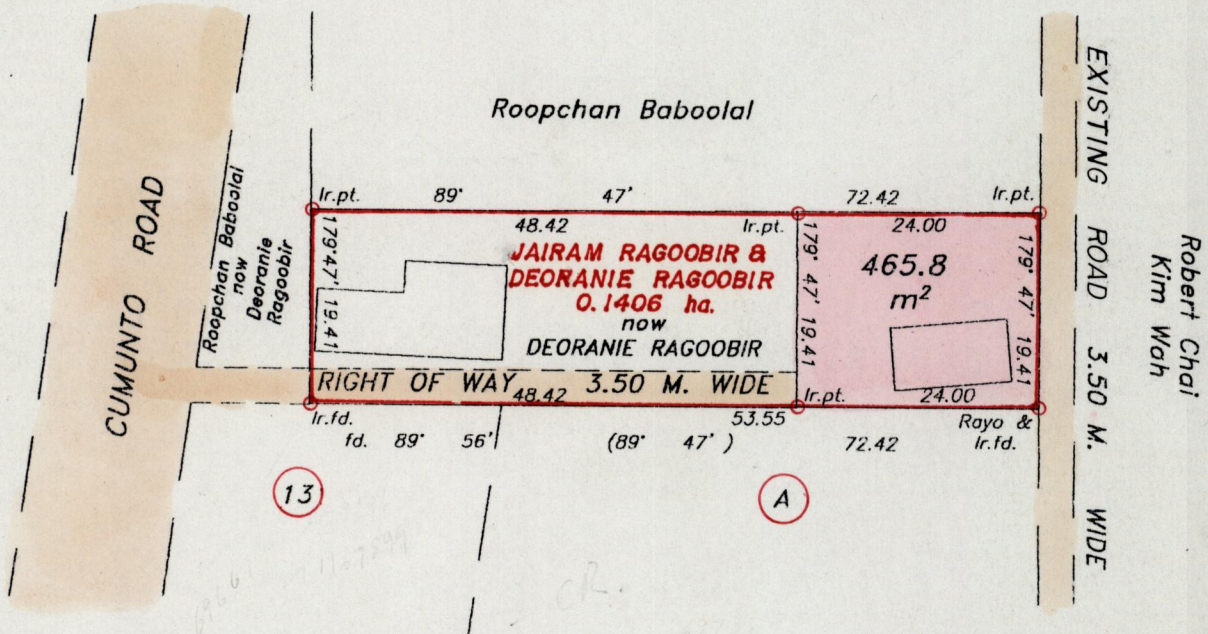 Roopchan Baboolal
CUMUNTO ROAD
Roopchan Baboolal
now
Deoranie
Ragoobir
Ir.pt.
89° 47'
72.42
Ir.pt.
48.42
Ir.pt.
24.00
179° 47' 19.41
JAIRAM RAGOOBIR &
DEORANIE RAGOOBIR
0.1406 ha.
now
DEORANIE RAGOOBIR
179° 47' 19.41
465.8
m²
179° 47' 19.41
RIGHT OF WAY 3.50 M. WIDE
48.42
Ir.pt.
24.00
Ir.fd.
53.55
Rayo &
Ir.fd.
fd. 89° 56'
(89° 47')
72.42
13
A
EXISTING ROAD 3.50 M. WIDE
Robert Chai
Kim Wah